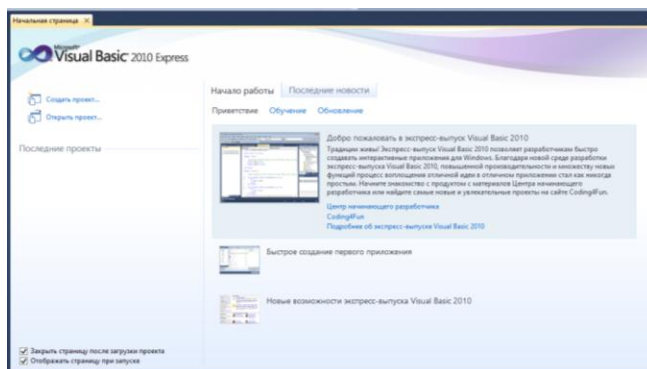 Начальная страница
Microsoft
Visual Basic 2010 Express
Создать проект...
Открыть проект...
Последние проекты
Начало работы Последние новости
Приветствие Обучение Обновление
Добро пожаловать в экспресс-выпуск Visual Basic 2010
Традиции живы! Экспресс-выпуск Visual Basic 2010 позволяет разработчикам быстро
создавать интерактивные приложения для Windows. Благодаря новой среде разработки
экспресс-выпуска Visual Basic 2010, повышенной производительности и множеству новых
функций процесс воплощения отличной идеи в отличном приложении стал как никогда
простым. Начните знакомство с продуктом с материалов Центра начинающего
разработчика или найдите самые новые и увлекательные проекты на сайте Coding4Fun.
Центр начинающего разработчика
Coding4Fun
Подробнее об экспресс-выпуске Visual Basic 2010
Быстрое создание первого приложения
Новые возможности экспресс-выпуска Visual Basic 2010
Закрыть страницу после загрузки проекта
Отображать страницу при запуске